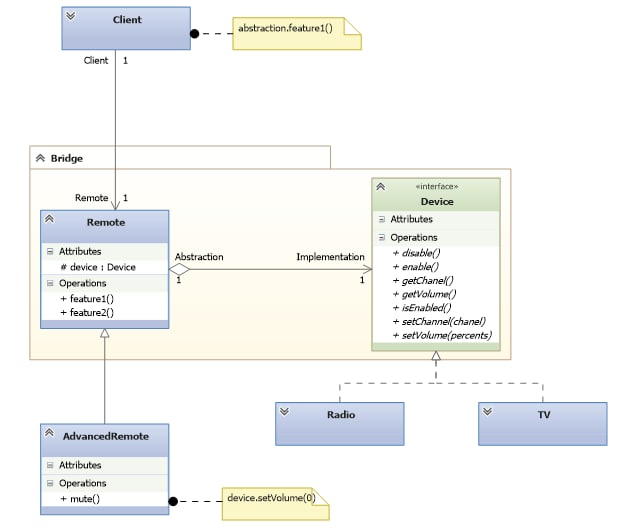 Client
abstraction.feature1()
Client 1
Bridge
Remote 1
Remote
Attributes
# device : Device
Operations
+ feature1()
+ feature2()
Abstraction
1
Implementation
1
«interface»
Device
Attributes
Operations
+ disable()
+ enable()
+ getChanel()
+ getVolume()
+ isEnabled()
+ setChannel(chanel)
+ setVolume(percents)
Radio
TV
AdvancedRemote
Attributes
Operations
+ mute()
device.setVolume(0)